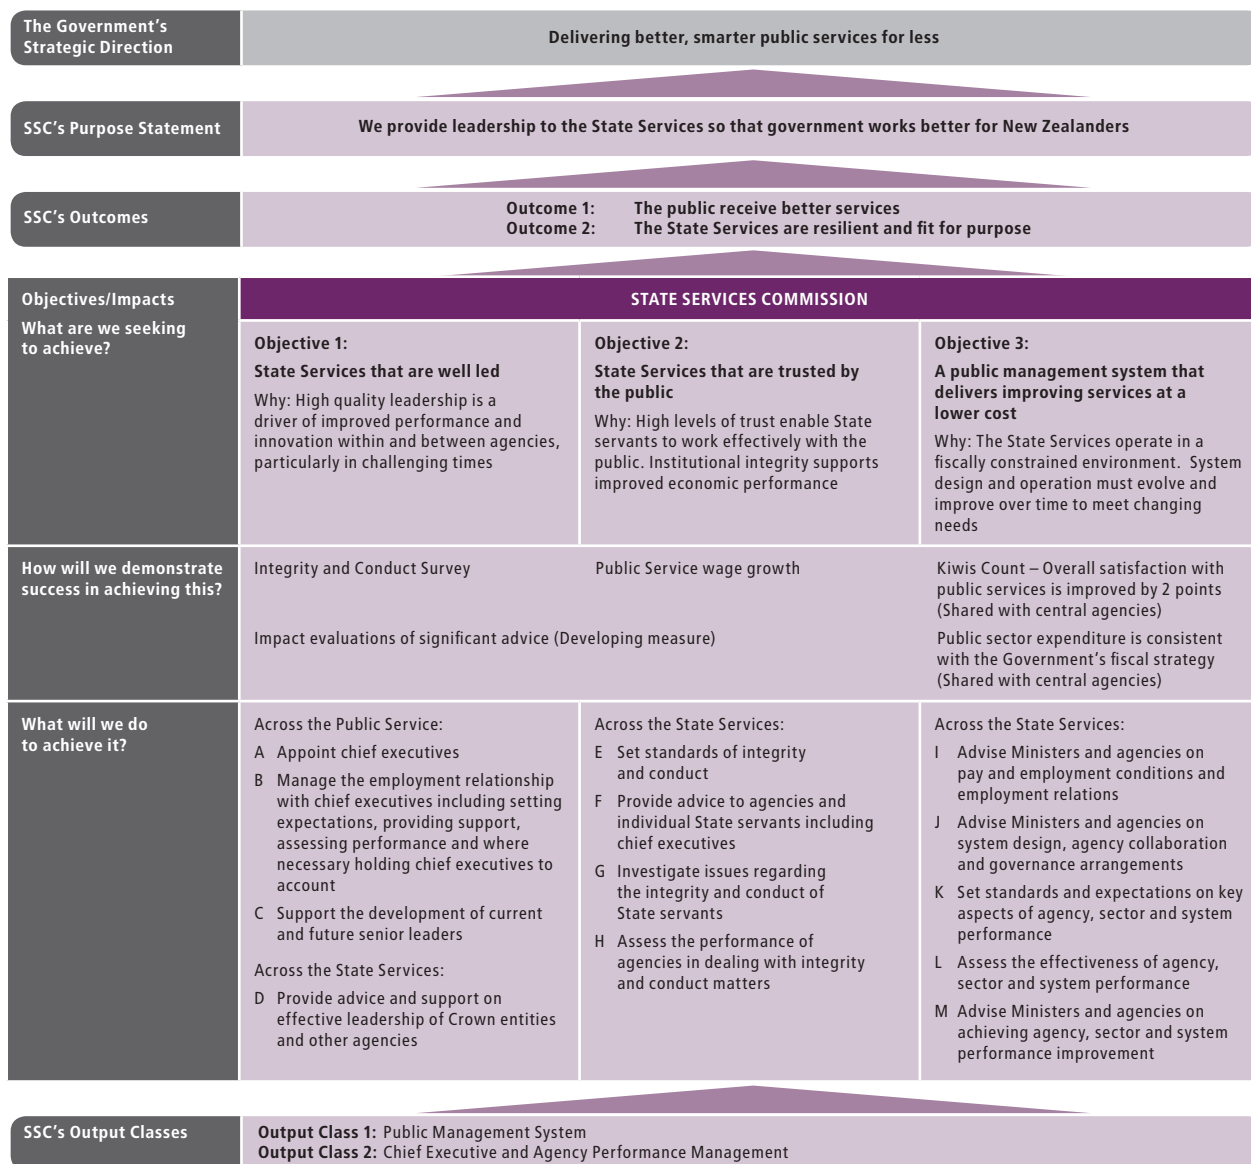 The Government's
Strategic Direction
Delivering better, smarter public services for less
SSC's Purpose Statement
We provide leadership to the State Services so that government works better for New Zealanders
SSC's Outcomes
Outcome 1: The public receive better services
Outcome 2: The State Services are resilient and fit for purpose
Objectives/Impacts
What are we seeking
to achieve?
STATE SERVICES COMMISSION
Objective 1:
State Services that are well led
Why: High quality leadership is a
driver of improved performance and
innovation within and between agencies,
particularly in challenging times
Objective 2:
State Services that are trusted by
the public
Why: High levels of trust enable State
servants to work effectively with the
public. Institutional integrity supports
improved economic performance
Objective 3:
A public management system that
delivers improving services at a
lower cost
Why: The State Services operate in a
fiscally constrained environment. System
design and operation must evolve and
improve over time to meet changing
needs
How will we demonstrate
success in achieving this?
Integrity and Conduct Survey
Public Service wage growth
Kiwis Count – Overall satisfaction with
public services is improved by 2 points
(Shared with central agencies)
Impact evaluations of significant advice (Developing measure)
Public sector expenditure is consistent
with the Government's fiscal strategy
(Shared with central agencies)
What will we do
to achieve it?
Across the Public Service:
A Appoint chief executives
B Manage the employment relationship
with chief executives including setting
expectations, providing support,
assessing performance and where
necessary holding chief executives to
account
C Support the development of current
and future senior leaders
Across the State Services:
D Provide advice and support on
effective leadership of Crown entities
and other agencies
Across the State Services:
E Set standards of integrity
and conduct
F Provide advice to agencies and
individual State servants including
chief executives
G Investigate issues regarding
the integrity and conduct of
State servants
H Assess the performance of
agencies in dealing with integrity
and conduct matters
Across the State Services:
I Advise Ministers and agencies on
pay and employment conditions and
employment relations
J Advise Ministers and agencies on
system design, agency collaboration
and governance arrangements
K Set standards and expectations on key
aspects of agency, sector and system
performance
L Assess the effectiveness of agency,
sector and system performance
M Advise Ministers and agencies on
achieving agency, sector and system
performance improvement
SSC's Output Classes
Output Class 1: Public Management System
Output Class 2: Chief Executive and Agency Performance Management